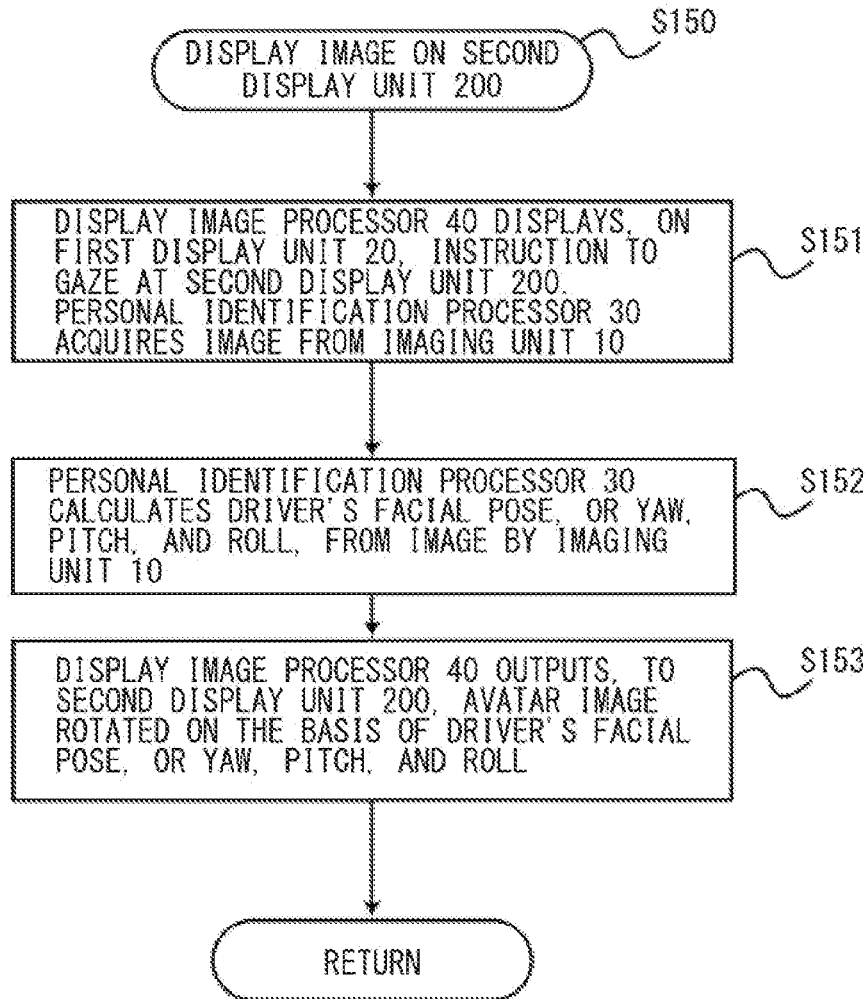 S150
DISPLAY IMAGE ON SECOND
DISPLAY UNIT 200
DISPLAY IMAGE PROCESSOR 40 DISPLAYS, ON
FIRST DISPLAY UNIT 20, INSTRUCTION TO
GAZE AT SECOND DISPLAY UNIT 200.
PERSONAL IDENTIFICATION PROCESSOR 30
ACQUIRES IMAGE FROM IMAGING UNIT 10
S151
PERSONAL IDENTIFICATION PROCESSOR 30
CALCULATES DRIVER'S FACIAL POSE, OR YAW,
PITCH, AND ROLL, FROM IMAGE BY IMAGING
UNIT 10
S152
DISPLAY IMAGE PROCESSOR 40 OUTPUTS, TO
SECOND DISPLAY UNIT 200, AVATAR IMAGE
ROTATED ON THE BASIS OF DRIVER'S FACIAL
POSE, OR YAW, PITCH, AND ROLL
S153
RETURN